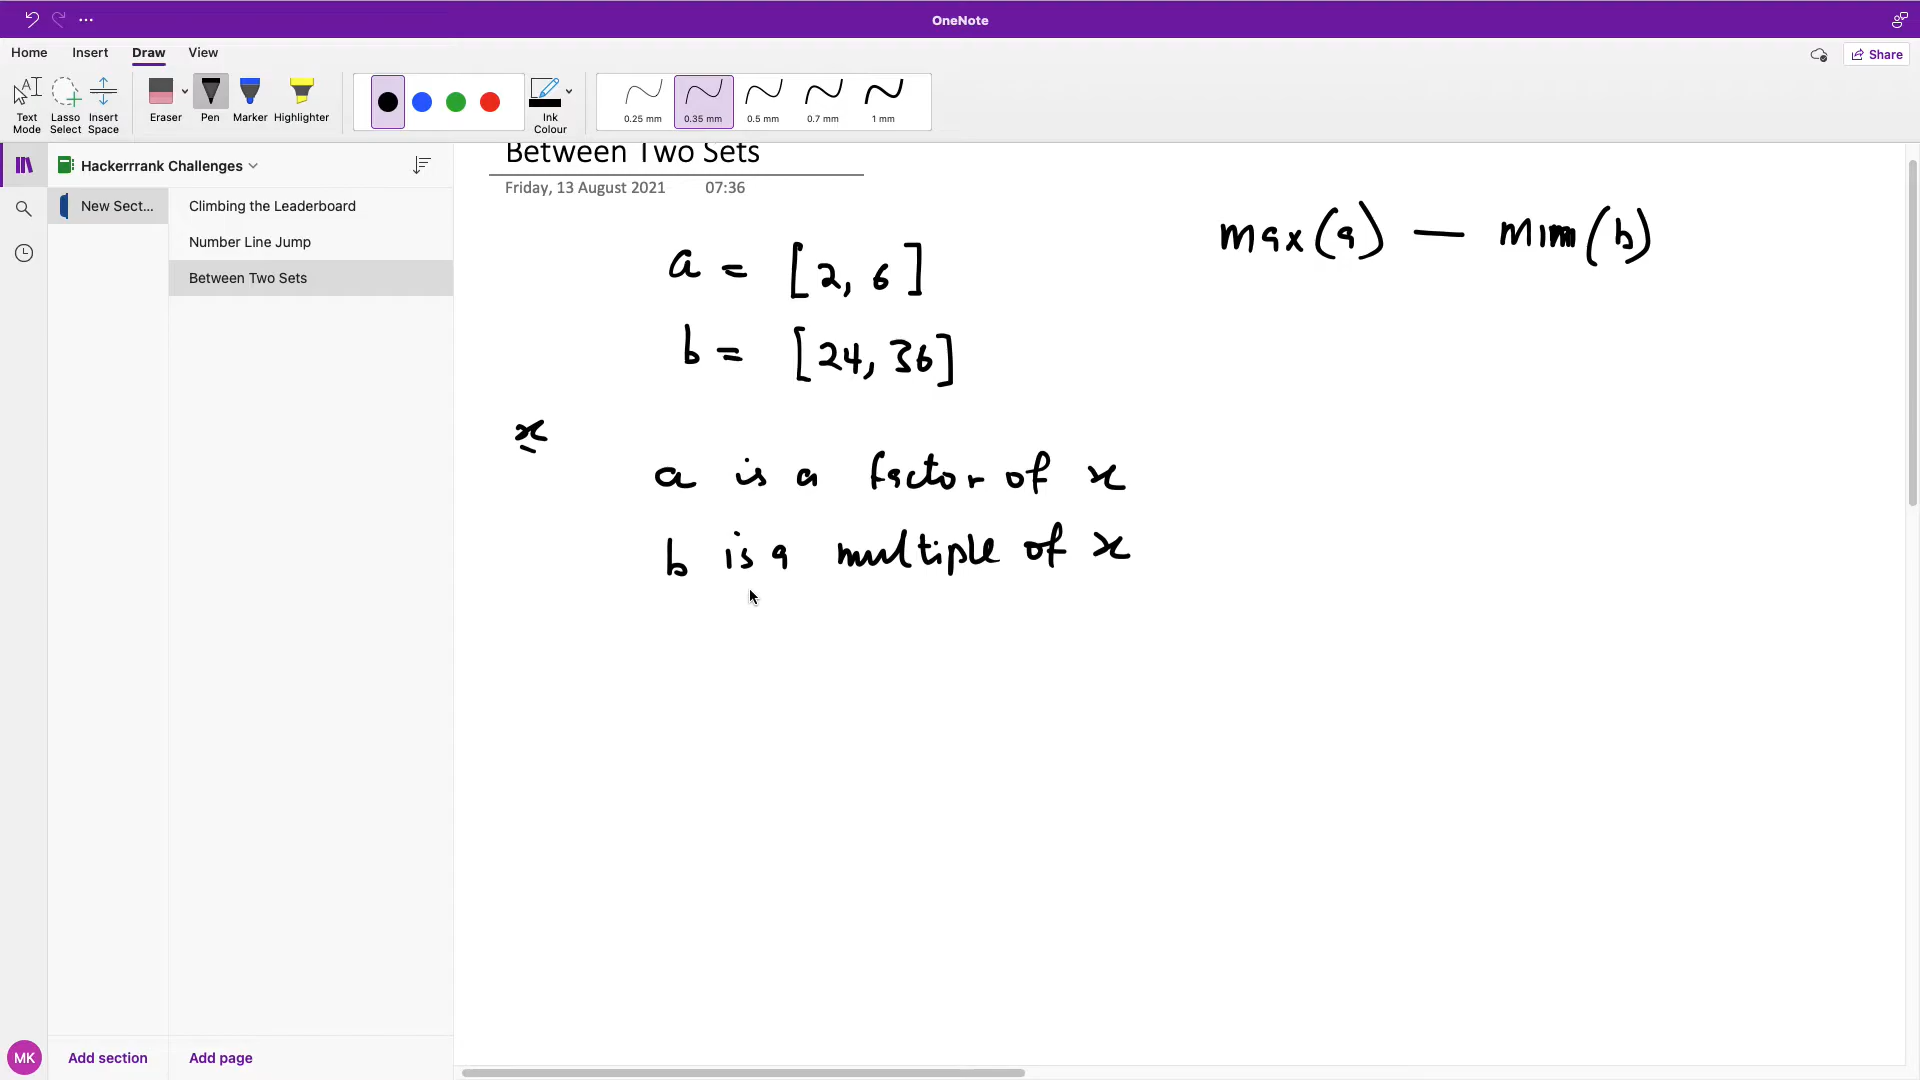 OneNote
Home Insert Draw View
Share
Text Mode
Lasso Select
Insert Space
Eraser
Pen
Marker
Highlighter
Ink Colour
0.25 mm
0.35 mm
0.5 mm
0.7 mm
1 mm
Hackerrrank Challenges
New Sect...
Climbing the Leaderboard
Number Line Jump
Between Two Sets
Between Two Sets
Friday, 13 August 2021 07:36
max(a) — mim(b)
a = [2, 6]
b = [24, 36]
x
a is a factor of x
b is a multiple of x
MK
Add section
Add page